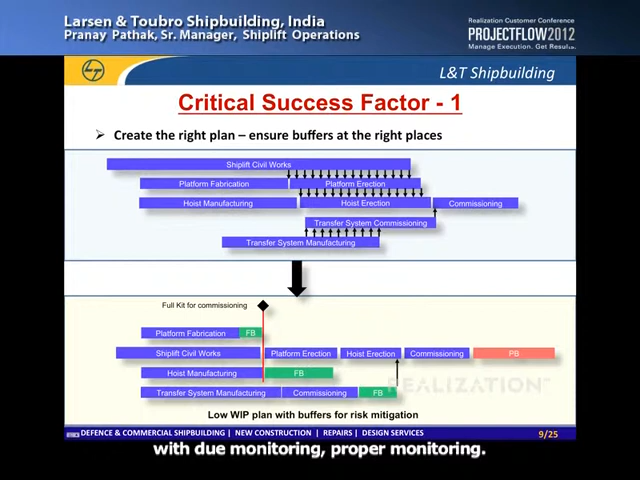 Larsen & Toubro Shipbuilding, India
Pranay Pathak, Sr. Manager, Shiplift Operations
Realization Customer Conference
PROJECTFLOW2012
Manage Execution. Get Results.
L&T Shipbuilding
Critical Success Factor - 1
Create the right plan – ensure buffers at the right places
Shiplift Civil Works
Platform Fabrication
Platform Erection
Hoist Manufacturing
Hoist Erection
Commissioning
Transfer System Commissioning
Transfer System Manufacturing
Full Kit for commissioning
Platform Fabrication
FB
Shiplift Civil Works
Platform Erection
Hoist Erection
Commissioning
PB
Hoist Manufacturing
FB
Transfer System Manufacturing
Commissioning
FB
REALIZATION
Low WIP plan with buffers for risk mitigation
DEFENCE & COMMERCIAL SHIPBUILDING | NEW CONSTRUCTION | REPAIRS | DESIGN SERVICES
9/25
with due monitoring, proper monitoring.